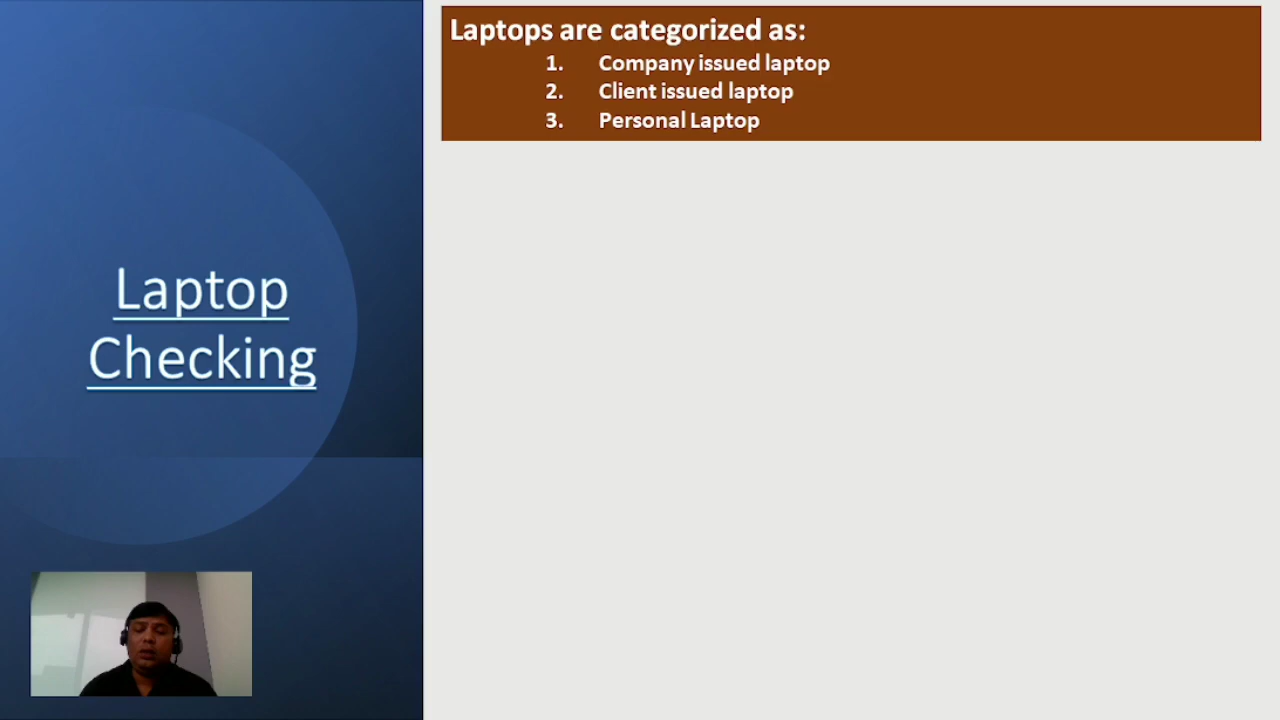 Laptop
Checking
Laptops are categorized as:
1. Company issued laptop
2. Client issued laptop
3. Personal Laptop